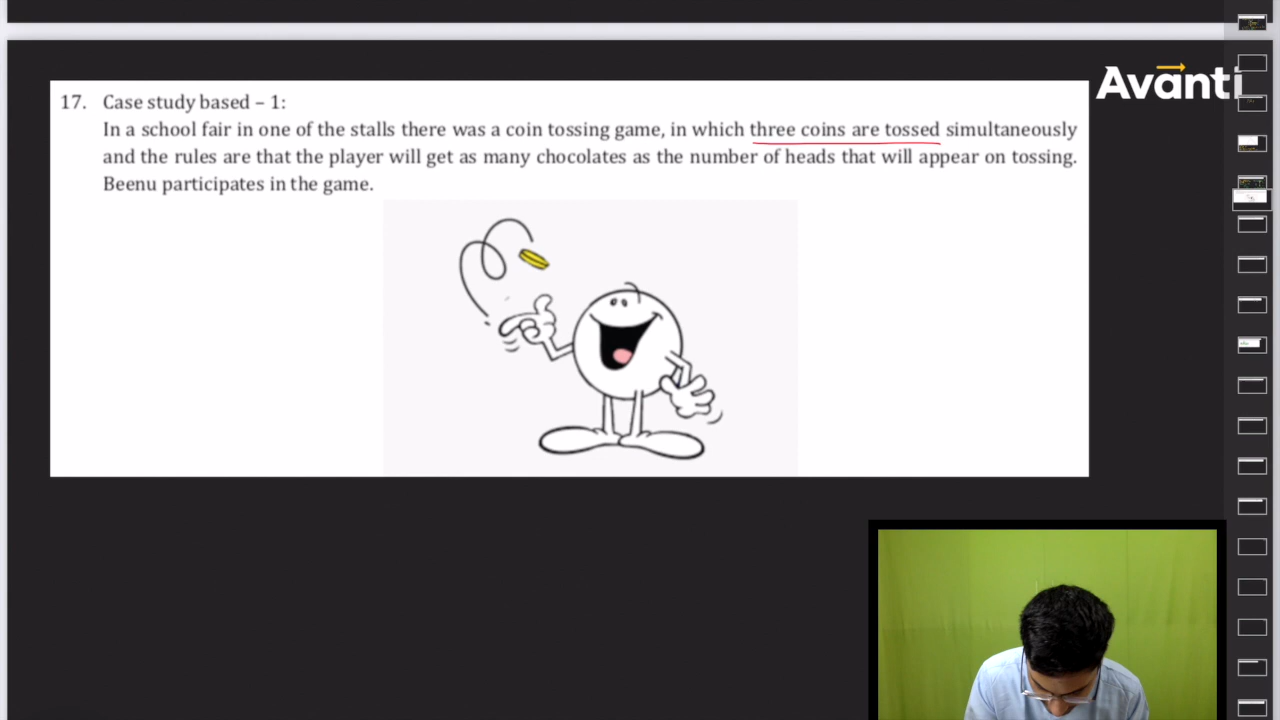 Avanti
17. Case study based – 1:
In a school fair in one of the stalls there was a coin tossing game, in which three coins are tossed simultaneously
and the rules are that the player will get as many chocolates as the number of heads that will appear on tossing.
Beenu participates in the game.